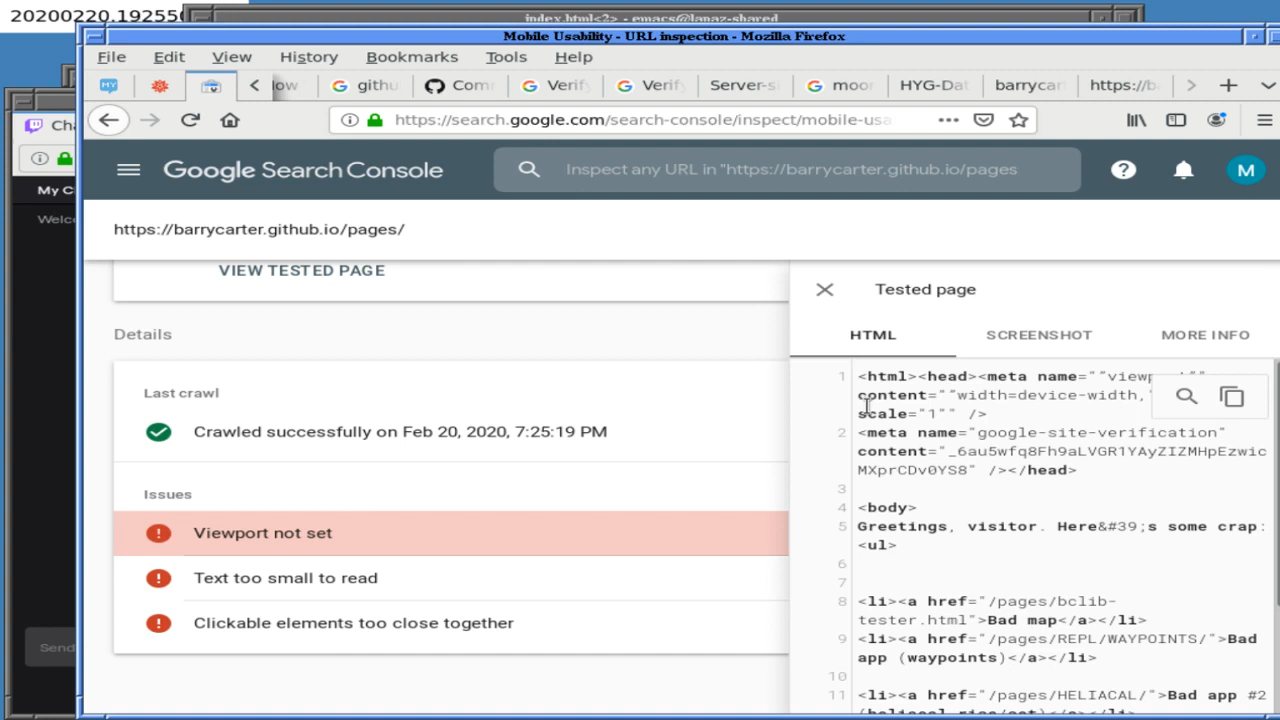 20200220.19255
index.html<2> - emacs@lanaz-shared
Mobile Usability - URL inspection - Mozilla Firefox
File Edit View History Bookmarks Tools Help
ow githu Com Verif Verif Server-s moor HYG-Dat barrycar https://b
https://search.google.com/search-console/inspect/mobile-usa
Google Search Console
Inspect any URL in "https://barrycarter.github.io/pages
M
My C
Welco
https://barrycarter.github.io/pages/
VIEW TESTED PAGE
Details
Last crawl
Crawled successfully on Feb 20, 2020, 7:25:19 PM
Issues
Viewport not set
Text too small to read
Clickable elements too close together
Send
Tested page
HTML SCREENSHOT MORE INFO
1 <html><head><meta name=""view
content=""width=device-width,
scale="1"" />
2 <meta name="google-site-verification"
content="_6au5wfq8Fh9aLVGR1YAyZIZMHpEzwic
MXprCDv0YS8" /></head>
3
4 <body>
5 Greetings, visitor. Here&#39;s some crap:
<ul>
6
7
8 <li><a href="/pages/bclib-
tester.html">Bad map</a></li>
9 <li><a href="/pages/REPL/WAYPOINTS/">Bad
app (waypoints)</a></li>
10
11 <li><a href="/pages/HELIACAL/">Bad app #2